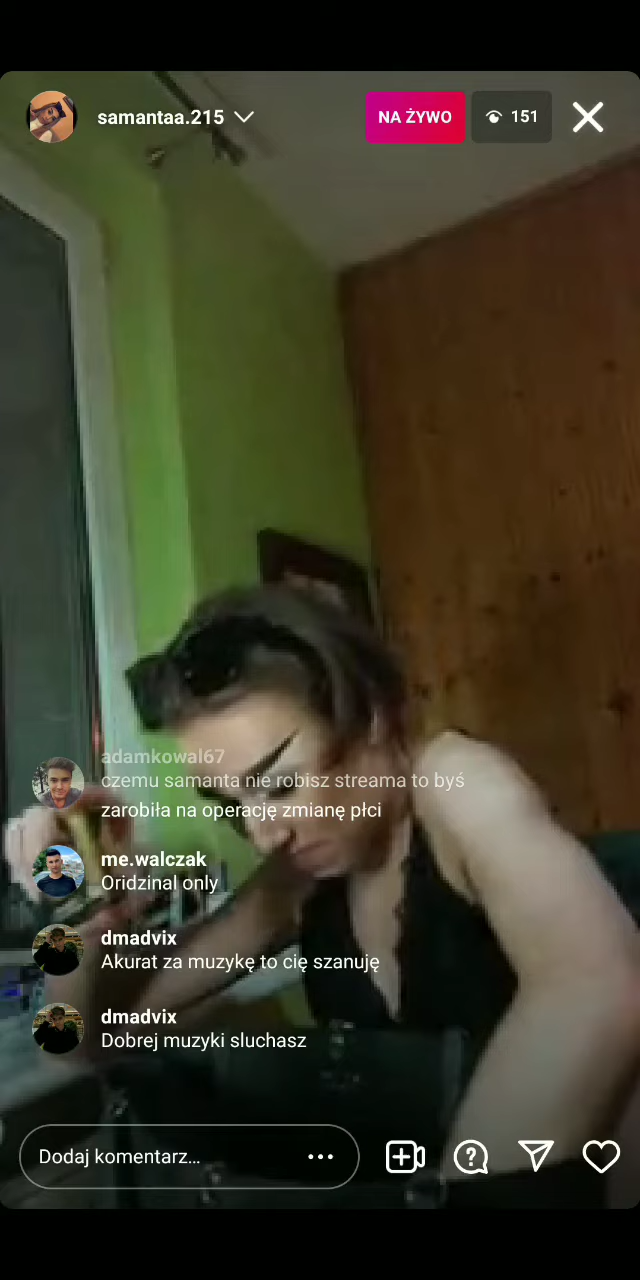 samantaa.215
NA ŻYWO
151
adamkowal67
czemu samanta nie robisz streama to byś
zarobiła na operację zmianę płci
me.walczak
Oridzinal only
dmadvix
Akurat za muzykę to cię szanuję
dmadvix
Dobrej muzyki sluchasz
Dodaj komentarz...